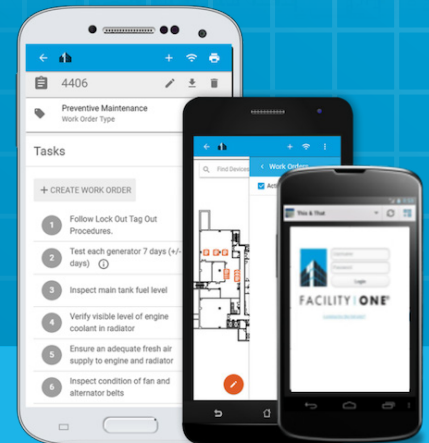 4406
Preventive Maintenance
Work Order Type
Tasks
+ CREATE WORK ORDER
1 Follow Lock Out Tag Out
Procedures.
2 Test each generator 7 days (+/-
days)
3 Inspect main tank fuel level
4 Verify visible level of engine
coolant in radiator
5 Ensure an adequate fresh air
supply to engine and radiator
6 Inspect condition of fan and
alternator belts
< Work Orders
Find Devices
Acti
This & That
Username
Password
Login
FACILITY ONE